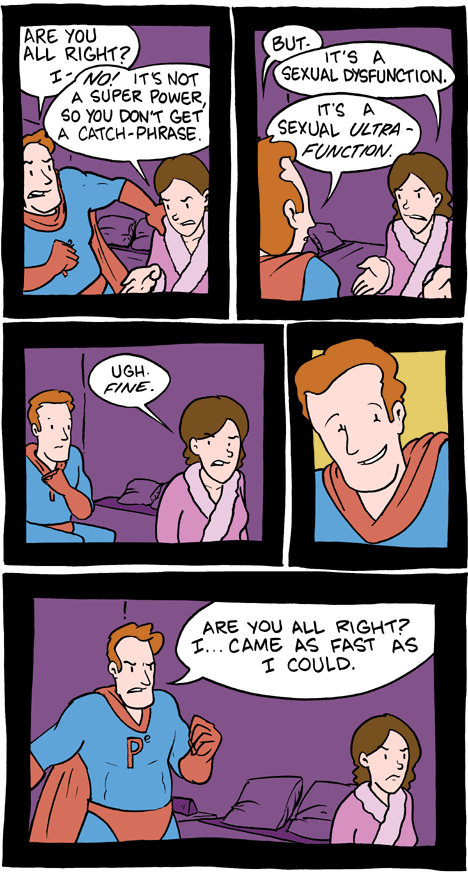 ARE YOU
ALL RIGHT?
I-
NO! IT'S NOT
A SUPER POWER,
SO YOU DON'T GET
A CATCH-PHRASE.
BUT-
IT'S A
SEXUAL DYSFUNCTION.
IT'S A
SEXUAL ULTRA-
FUNCTION.
UGH.
FINE.
ARE YOU ALL RIGHT?
I... CAME AS FAST AS
I COULD.
Pe